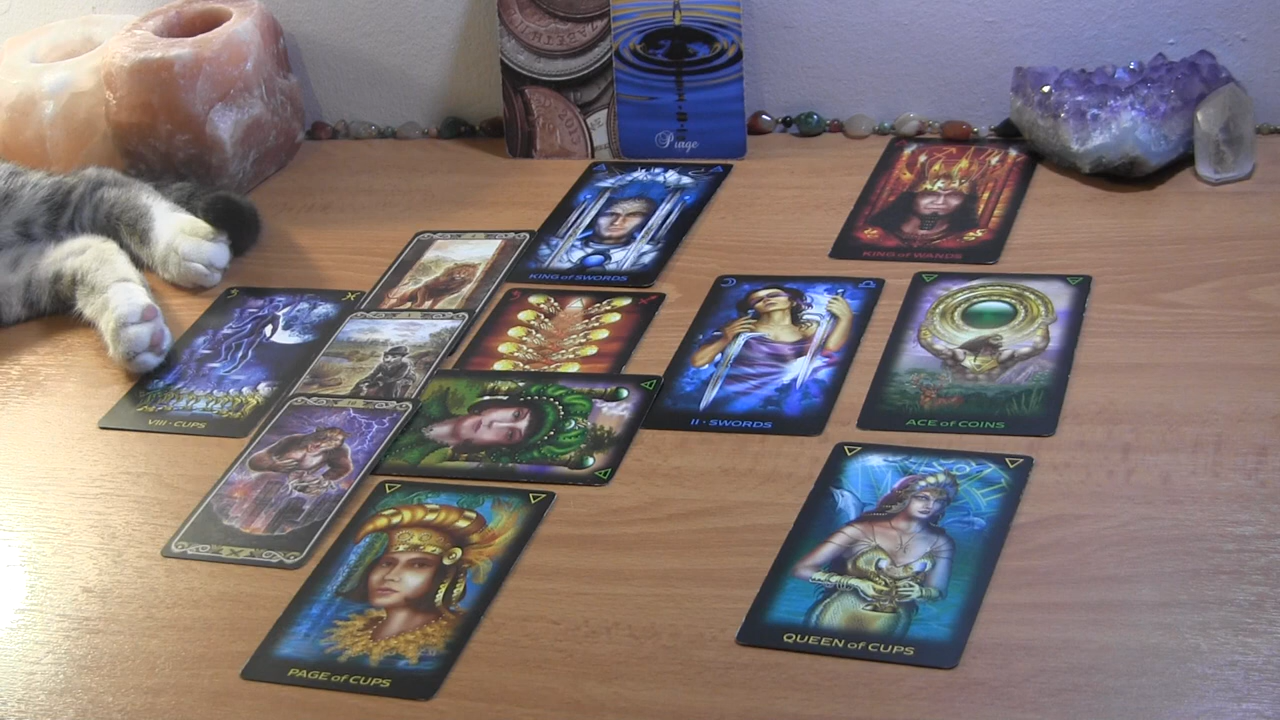 Piage
KING of SWORDS
KING of WANDS
VIII · CUPS
II · SWORDS
ACE of COINS
QUEEN of CUPS
PAGE of CUPS